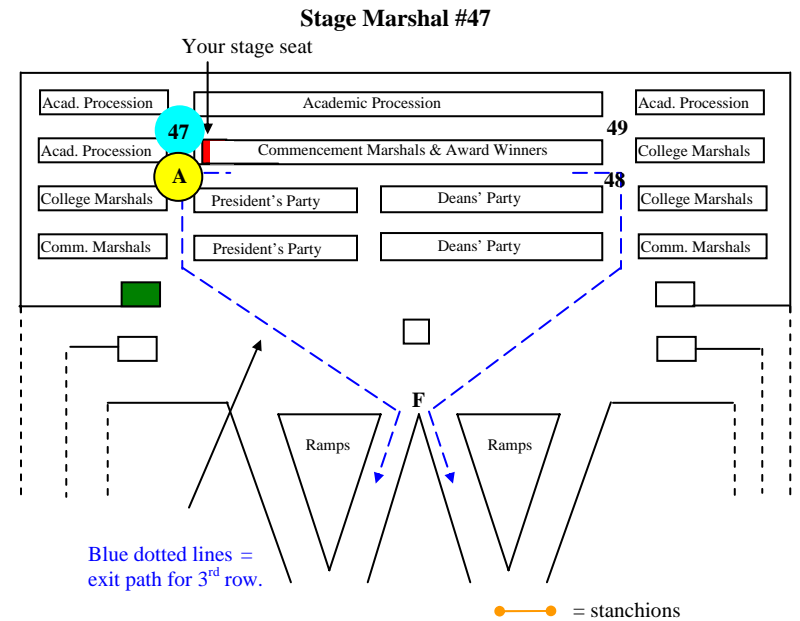 Stage Marshal #47
Your stage seat
Acad. Procession
Academic Procession
Acad. Procession
47
49
Acad. Procession
Commencement Marshals & Award Winners
College Marshals
A
48
College Marshals
President's Party
Deans' Party
College Marshals
Comm. Marshals
President's Party
Deans' Party
Comm. Marshals
F
Ramps
Ramps
Blue dotted lines =
exit path for 3rd row.
= stanchions